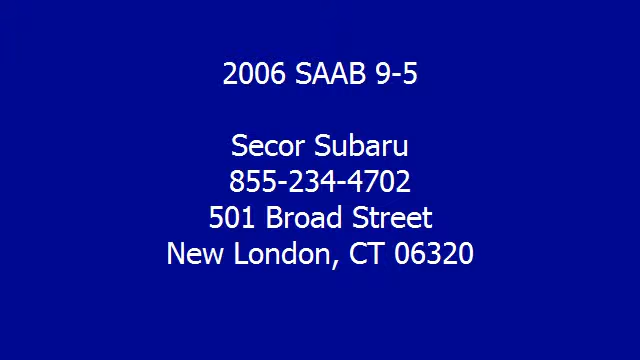 2006 SAAB 9-5
Secor Subaru
855-234-4702
501 Broad Street
New London, CT 06320